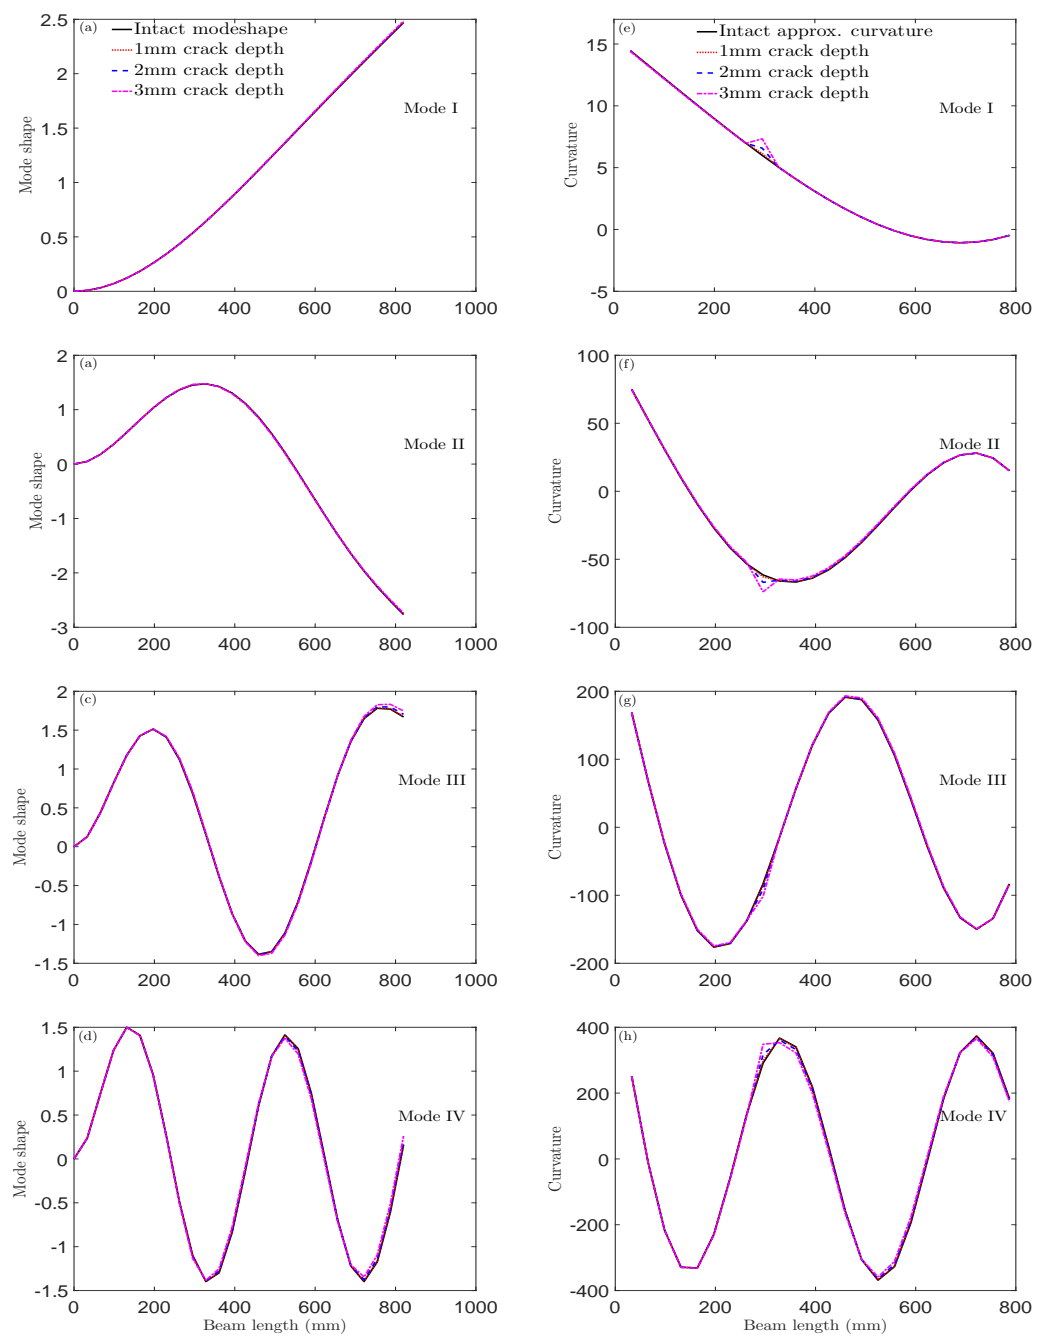 (a)
Intact modeshape
1mm crack depth
2mm crack depth
3mm crack depth
Mode I
Mode shape
2.5
2
1.5
1
0.5
0
0 200 400 600 800 1000
(e)
Intact approx. curvature
1mm crack depth
2mm crack depth
3mm crack depth
Mode I
Curvature
15
10
5
0
-5
0 200 400 600 800
(a)
Mode II
Mode shape
2
1
0
-1
-2
-3
0 200 400 600 800 1000
(f)
Mode II
Curvature
100
50
0
-50
-100
0 200 400 600 800
(c)
Mode III
Mode shape
2
1.5
1
0.5
0
-0.5
-1
-1.5
0 200 400 600 800 1000
(g)
Mode III
Curvature
200
100
0
-100
-200
0 200 400 600 800
(d)
Mode IV
Mode shape
1.5
1
0.5
0
-0.5
-1
-1.5
0 200 400 600 800 1000
Beam length (mm)
(h)
Mode IV
Curvature
400
200
0
-200
-400
0 200 400 600 800
Beam length (mm)